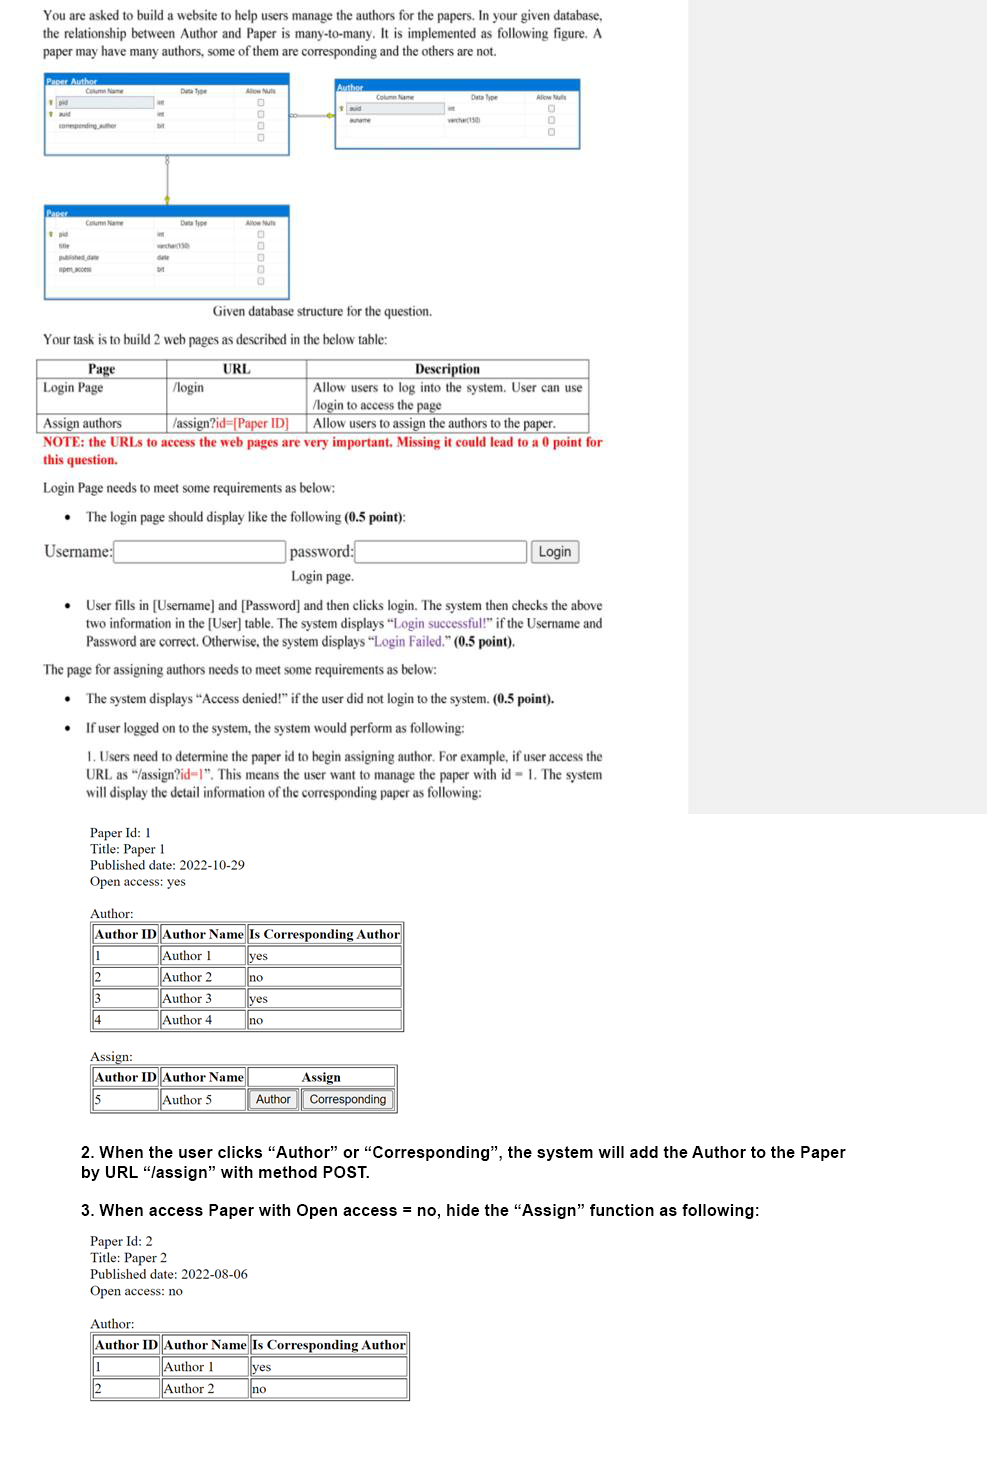 You are asked to build a website to help users manage the authors for the papers. In your given database,
the relationship between Author and Paper is many-to-many. It is implemented as following figure. A
paper may have many authors, some of them are corresponding and the others are not.
Paper Author
Column Name Data Type Allow Nulls
pid int
auid int
corresponding_author bit
Author
Column Name Data Type Allow Nulls
auid int
auname varchar(150)
Paper
Column Name Data Type Allow Nulls
pid int
title varchar(150)
published_date date
open_access bit
Given database structure for the question.
Your task is to build 2 web pages as described in the below table:
Page URL Description
Login Page /login Allow users to log into the system. User can use
/login to access the page
Assign authors /assign?id=[Paper ID] Allow users to assign the authors to the paper.
NOTE: the URLs to access the web pages are very important. Missing it could lead to a 0 point for
this question.
Login Page needs to meet some requirements as below:
• The login page should display like the following (0.5 point):
Username: password: Login
Login page.
• User fills in [Username] and [Password] and then clicks login. The system then checks the above
two information in the [User] table. The system displays “Login successful!” if the Username and
Password are correct. Otherwise, the system displays “Login Failed.” (0.5 point).
The page for assigning authors needs to meet some requirements as below:
• The system displays “Access denied!” if the user did not login to the system. (0.5 point).
• If user logged on to the system, the system would perform as following:
1. Users need to determine the paper id to begin assigning author. For example, if user access the
URL as “/assign?id=1”. This means the user want to manage the paper with id = 1. The system
will display the detail information of the corresponding paper as following:
Paper Id: 1
Title: Paper 1
Published date: 2022-10-29
Open access: yes
Author:
Author ID Author Name Is Corresponding Author
1 Author 1 yes
2 Author 2 no
3 Author 3 yes
4 Author 4 no
Assign:
Author ID Author Name Assign
5 Author 5 Author Corresponding
2. When the user clicks “Author” or “Corresponding”, the system will add the Author to the Paper
by URL “/assign” with method POST.
3. When access Paper with Open access = no, hide the “Assign” function as following:
Paper Id: 2
Title: Paper 2
Published date: 2022-08-06
Open access: no
Author:
Author ID Author Name Is Corresponding Author
1 Author 1 yes
2 Author 2 no